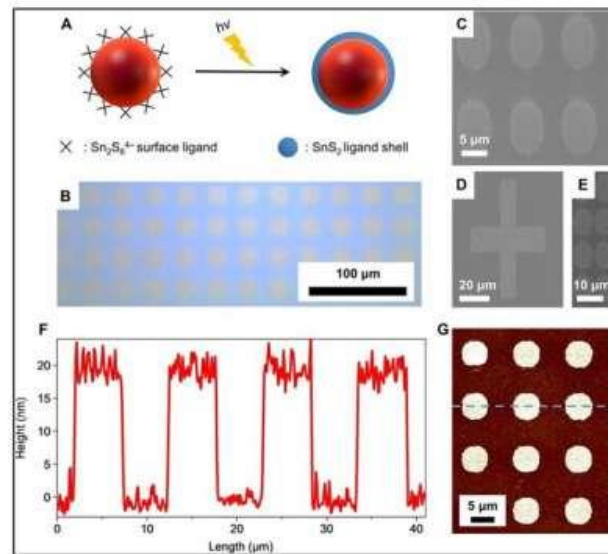 A
hν
Sn₂S₆⁴⁻ surface ligand
: SnS₂ ligand shell
B
100 µm
C
5 µm
D
20 µm
E
10 µm
F
Height (nm)
20
15
10
5
0
0 10 20 30 40
Length (µm)
G
5 µm